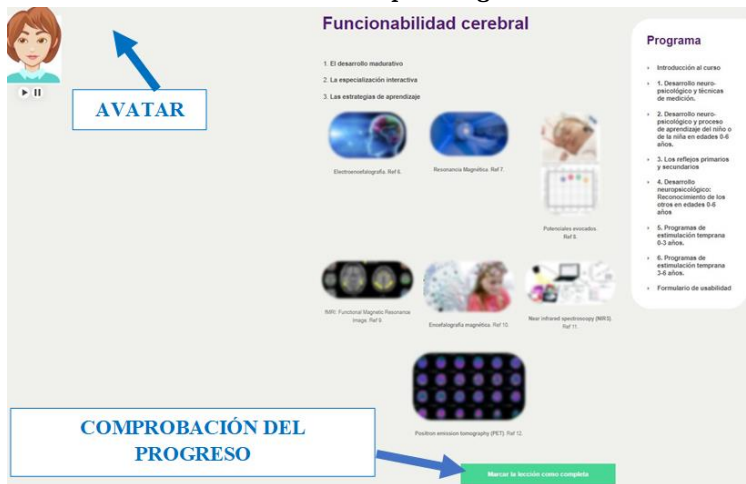 Funcionabilidad cerebral
1. El desarrollo madurativo
2. La especialización interactiva
3. Las estrategias de aprendizaje
AVATAR
Electroencefalografía. Ref 6.
Resonancia Magnética. Ref 7.
Potenciales evocados.
Ref 8.
fMRI: Functional Magnetic Resonance
Image. Ref 9.
Encefalografía magnética. Ref 10.
Near infrared spectroscopy (NIRS).
Ref 11.
Positron emission tomography (PET). Ref 12.
COMPROBACIÓN DEL
PROGRESO
Marcar la lección como completa
Programa
Introducción al curso
1. Desarrollo neuro-
psicológico y técnicas
de medición.
2. Desarrollo neuro-
psicológico y proceso
de aprendizaje del niño o
de la niña en edades 0-6
años.
3. Los reflejos primarios
y secundarios
4. Desarrollo
neuropsicológico:
Reconocimiento de los
otros en edades 0-6
años
5. Programas de
estimulación temprana
0-3 años.
6. Programas de
estimulación temprana
3-6 años.
Formulario de usabilidad